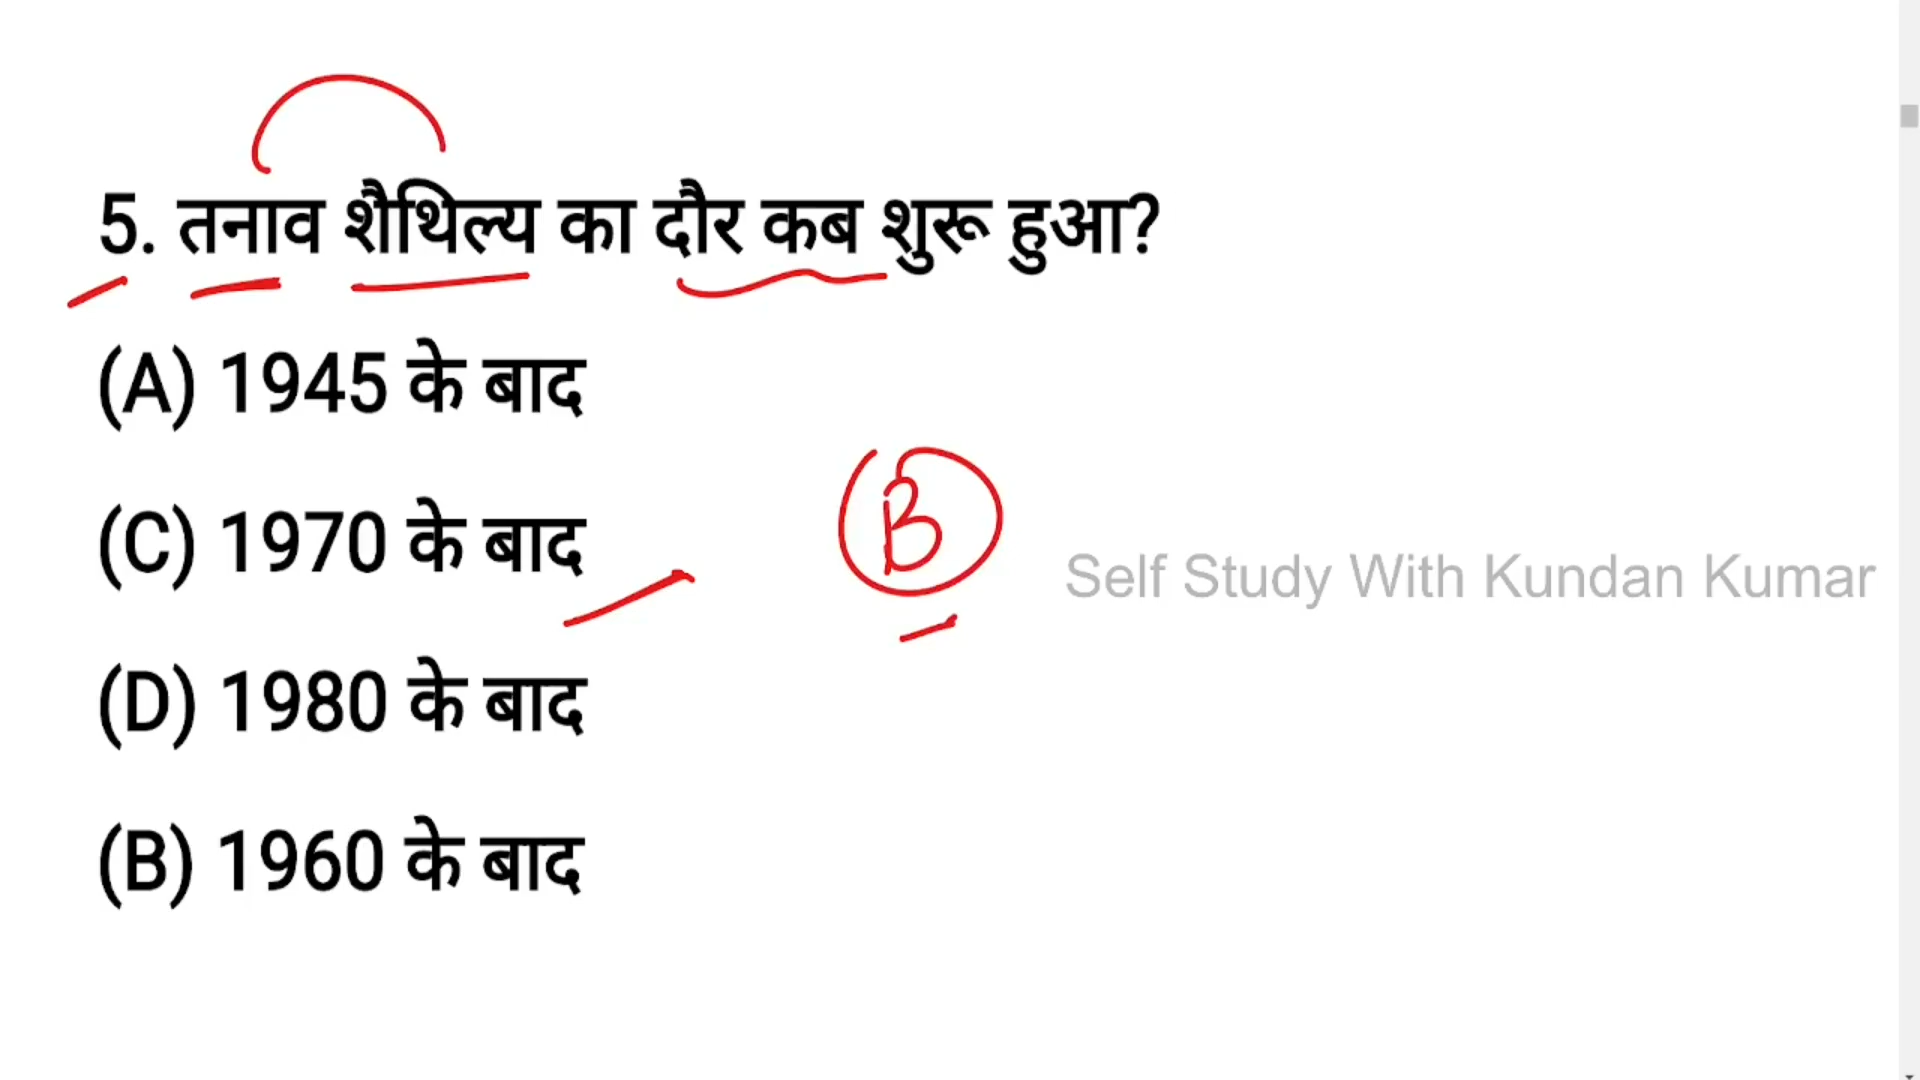 5. तनाव शैथिल्य का दौर कब शुरू हुआ?
(A) 1945 के बाद
(C) 1970 के बाद
B
Self Study With Kundan Kumar
(D) 1980 के बाद
(B) 1960 के बाद